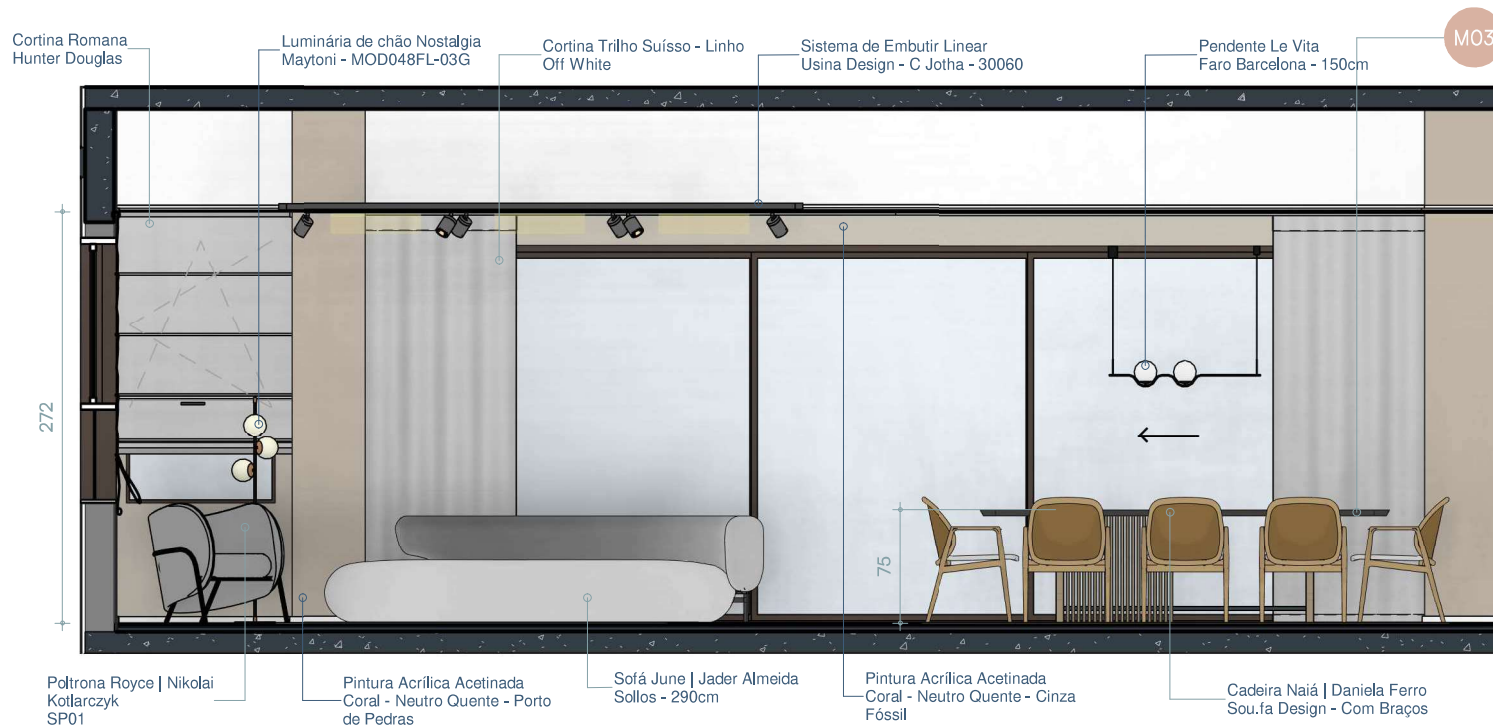 Cortina Romana
Hunter Douglas
Luminária de chão Nostalgia
Maytoni - MOD048FL-03G
Cortina Trilho Suísso - Linho
Off White
Sistema de Embutir Linear
Usina Design - C Jotha - 30060
Pendente Le Vita
Faro Barcelona - 150cm
M03
272
75
Poltrona Royce | Nikolai
Kotlarczyk
SP01
Pintura Acrílica Acetinada
Coral - Neutro Quente - Porto
de Pedras
Sofá June | Jader Almeida
Sollos - 290cm
Pintura Acrílica Acetinada
Coral - Neutro Quente - Cinza
Fóssil
Cadeira Naiá | Daniela Ferro
Sou.fa Design - Com Braços